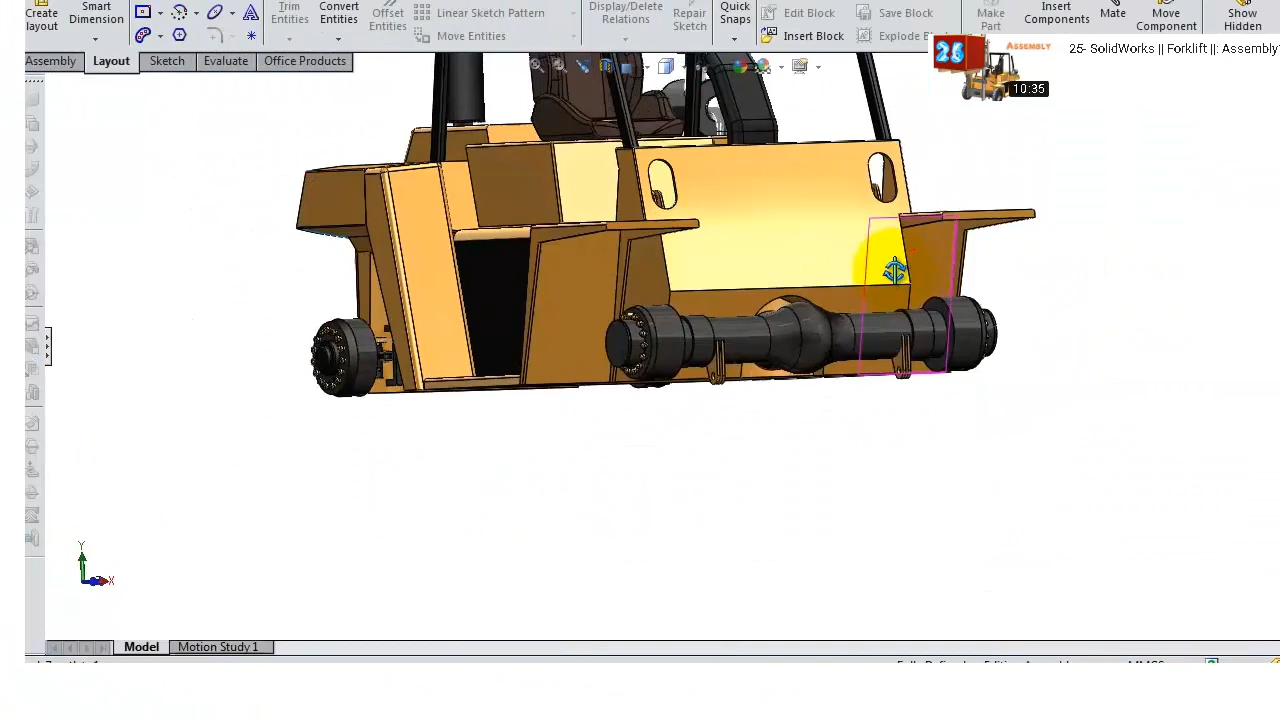 Create
layout
Smart
Dimension
Trim
Entities
Convert
Entities
Offset
Entities
Linear Sketch Pattern
Move Entities
Display/Delete
Relations
Repair
Sketch
Quick
Snaps
Edit Block
Insert Block
Save Block
Explode
Make
Part
Insert
Components
Mate
Move
Component
Show
Hidden
Assembly
Layout
Sketch
Evaluate
Office Products
25
ASSEMBLY
10:35
25- SolidWorks || Forklift ||: Assembly
Y
X
Model
Motion Study 1